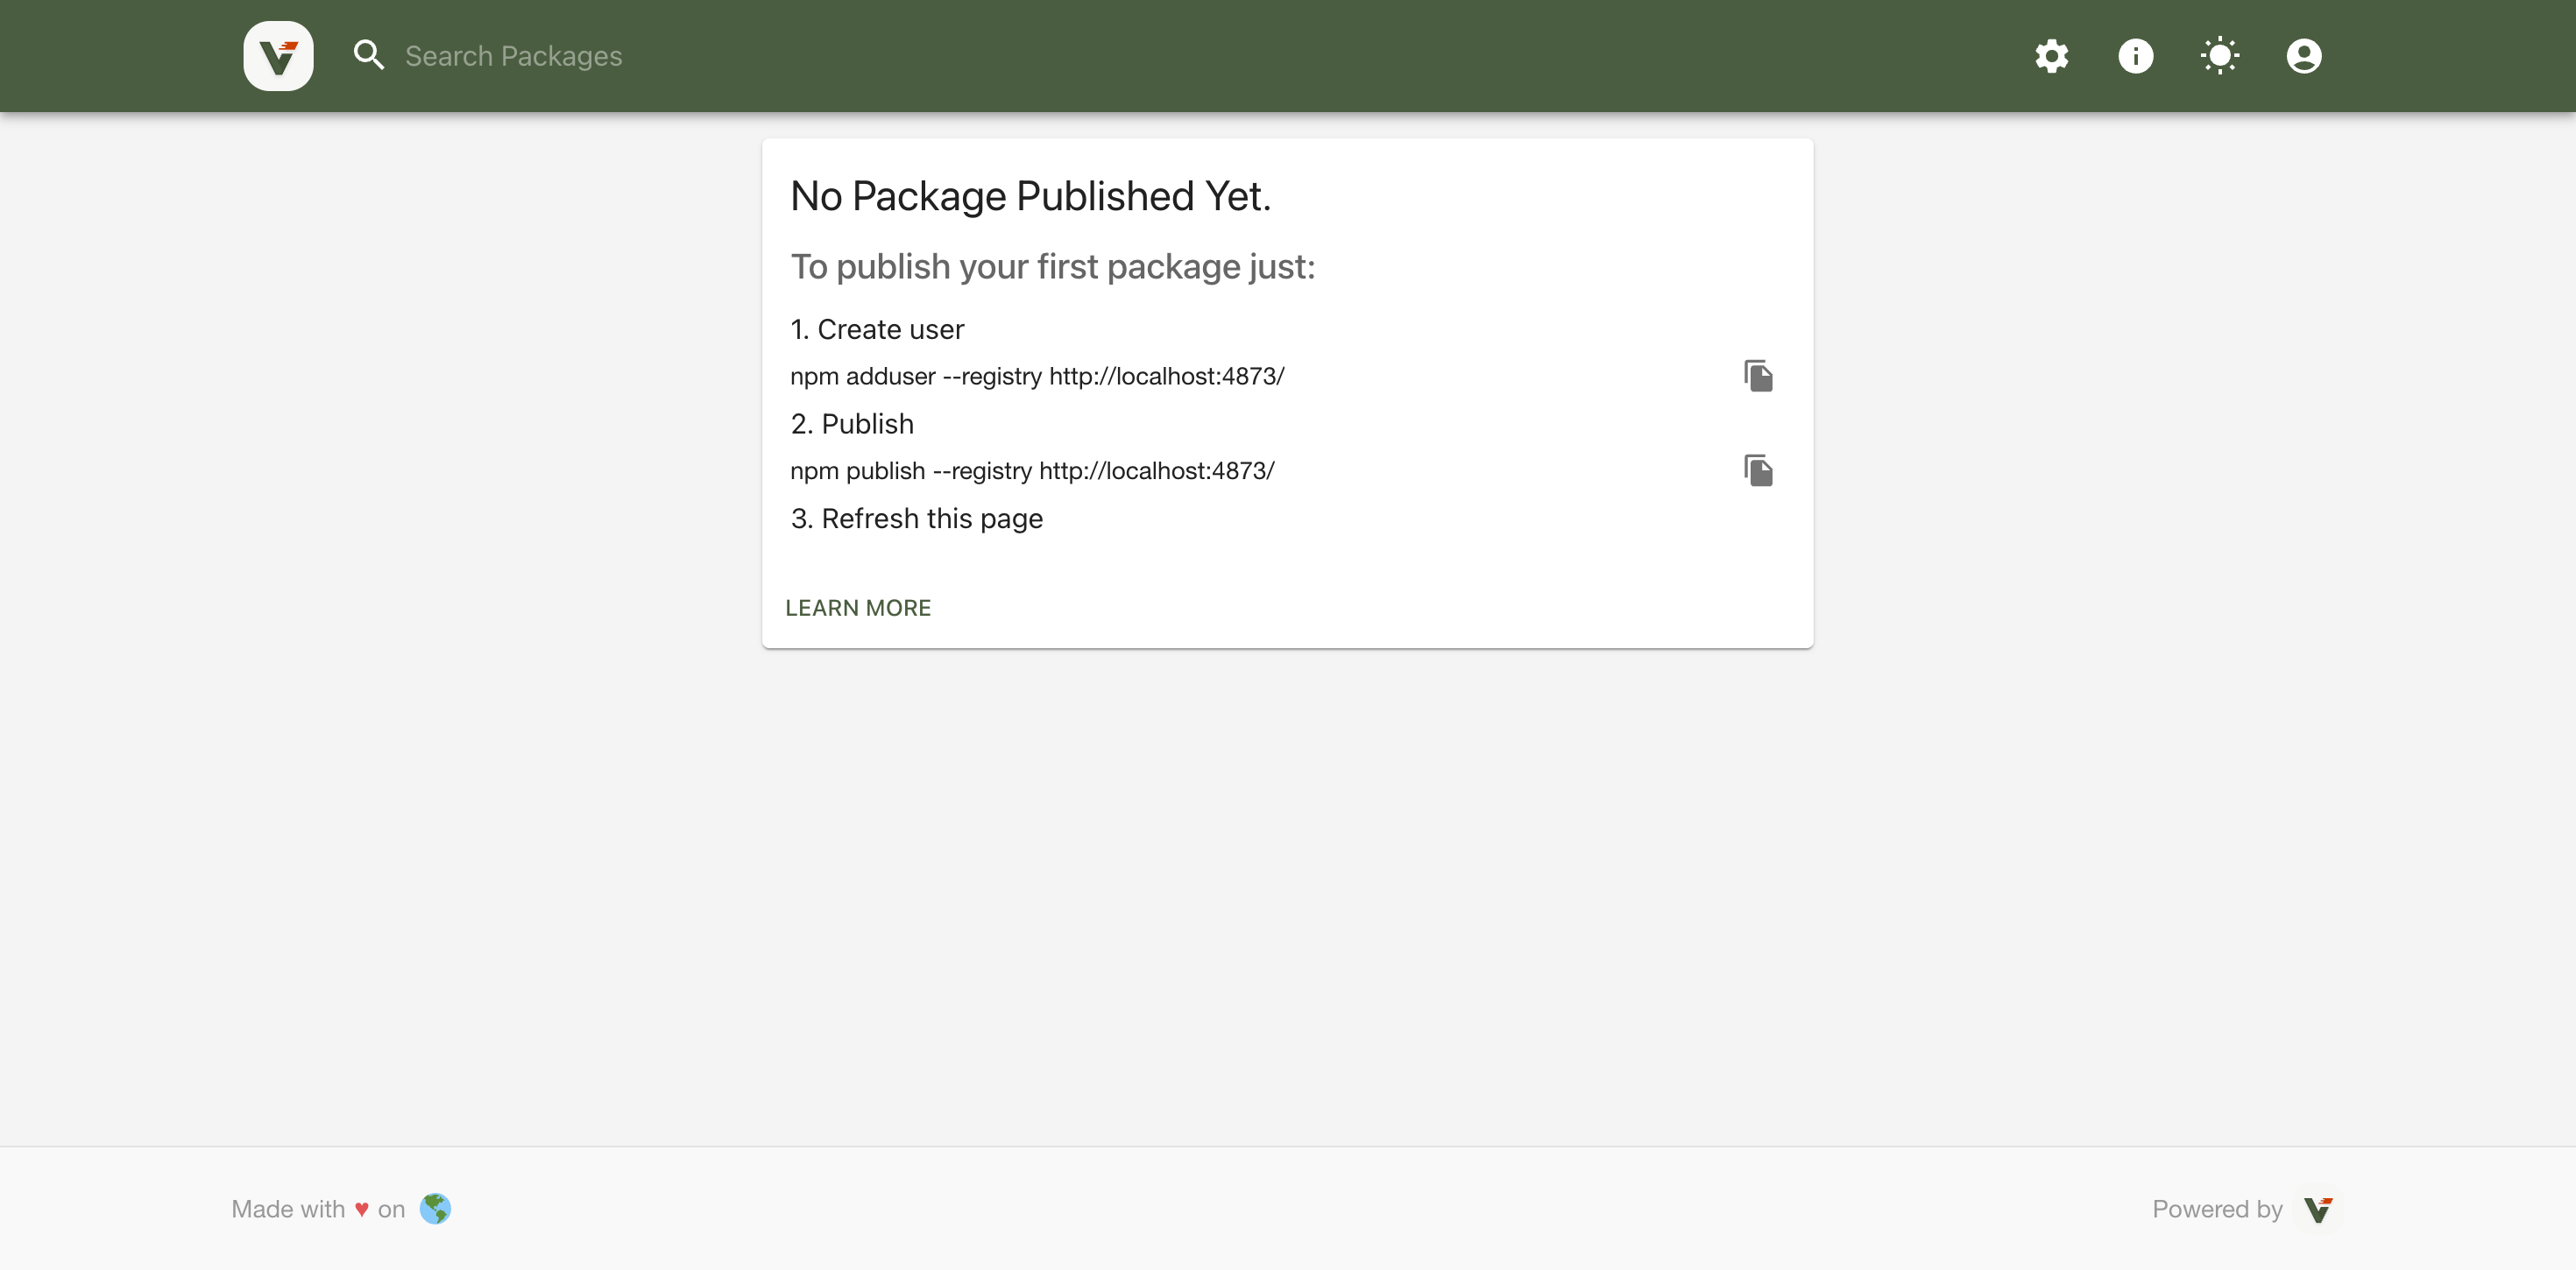 Search Packages
No Package Published Yet.
To publish your first package just:
1. Create user
npm adduser --registry http://localhost:4873/
2. Publish
npm publish --registry http://localhost:4873/
3. Refresh this page
LEARN MORE
Made with ♥ on
Powered by